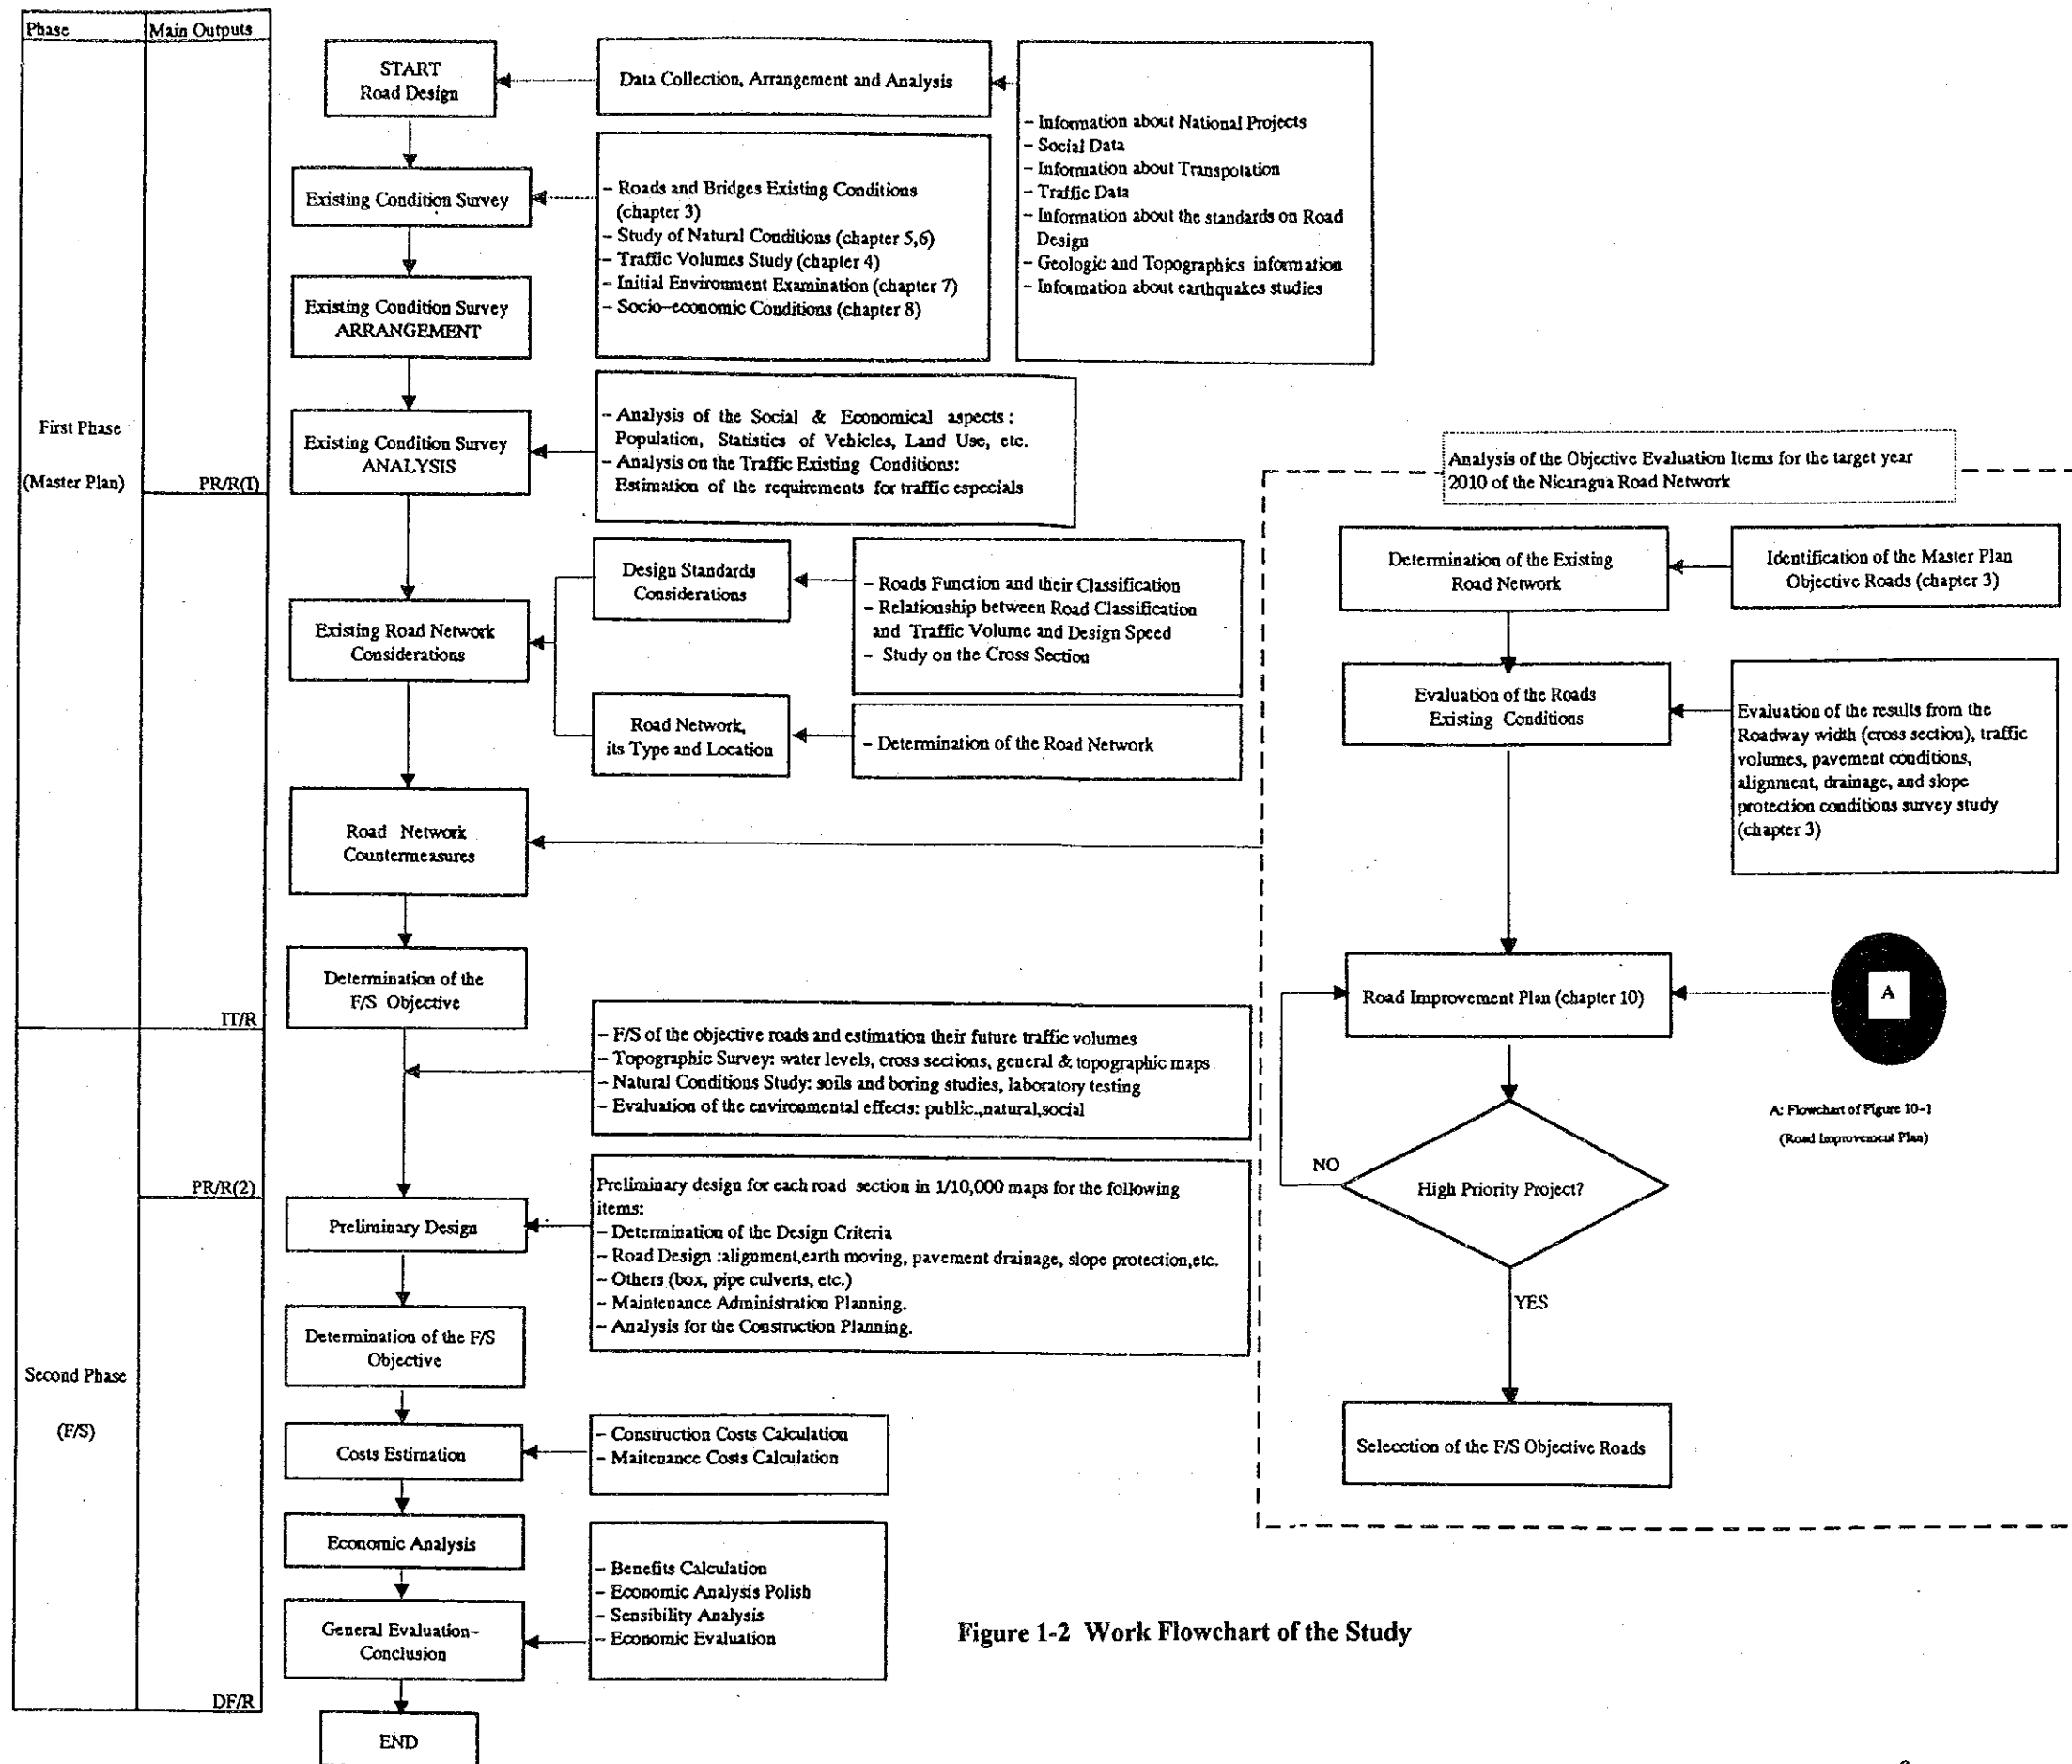 Phase
Main Outputs
First Phase
(Master Plan)
PR/R(1)
IT/R
PR/R(2)
Second Phase
(F/S)
DF/R
START
Road Design
Data Collection, Arrangement and Analysis
- Information about National Projects
- Social Data
- Information about Transpotation
- Traffic Data
- Information about the standards on Road
Design
- Geologic and Topographics information
- Information about earthquakes studies
Existing Condition Survey
- Roads and Bridges Existing Conditions
(chapter 3)
- Study of Natural Conditions (chapter 5,6)
- Traffic Volumes Study (chapter 4)
- Initial Environment Examination (chapter 7)
- Socio-economic Conditions (chapter 8)
Existing Condition Survey
ARRANGEMENT
Existing Condition Survey
ANALYSIS
- Analysis of the Social & Economical aspects :
Population, Statistics of Vehicles, Land Use, etc.
- Analysis on the Traffic Existing Conditions:
Estimation of the requirements for traffic especials
Existing Road Network
Considerations
Design Standards
Considerations
- Roads Function and their Classification
- Relationship between Road Classification
and Traffic Volume and Design Speed
- Study on the Cross Section
Road Network,
its Type and Location
- Determination of the Road Network
Road Network
Countermeasures
Determination of the
F/S Objective
- F/S of the objective roads and estimation their future traffic volumes
- Topographic Survey: water levels, cross sections, general & topographic maps
- Natural Conditions Study: soils and boring studies, laboratory testing
- Evaluation of the environmental effects: public.,natural,social
Preliminary Design
Preliminary design for each road section in 1/10,000 maps for the following
items:
- Determination of the Design Criteria
- Road Design :alignment,earth moving, pavement drainage, slope protection,etc.
- Others (box, pipe culverts, etc.)
- Maintenance Administration Planning.
- Analysis for the Construction Planning.
Determination of the F/S
Objective
Costs Estimation
- Construction Costs Calculation
- Maitenance Costs Calculation
Economic Analysis
General Evaluation-
Conclusion
- Benefits Calculation
- Economic Analysis Polish
- Sensibility Analysis
- Economic Evaluation
END
Analysis of the Objective Evaluation Items for the target year
2010 of the Nicaragua Road Network
Determination of the Existing
Road Network
Identification of the Master Plan
Objective Roads (chapter 3)
Evaluation of the Roads
Existing Conditions
Evaluation of the results from the
Roadway width (cross section), traffic
volumes, pavement conditions,
alignment, drainage, and slope
protection conditions survey study
(chapter 3)
Road Improvement Plan (chapter 10)
A
A: Flowchart of Figure 10-1
(Road Improvement Plan)
NO
High Priority Project?
YES
Selecction of the F/S Objective Roads
Figure 1-2 Work Flowchart of the Study